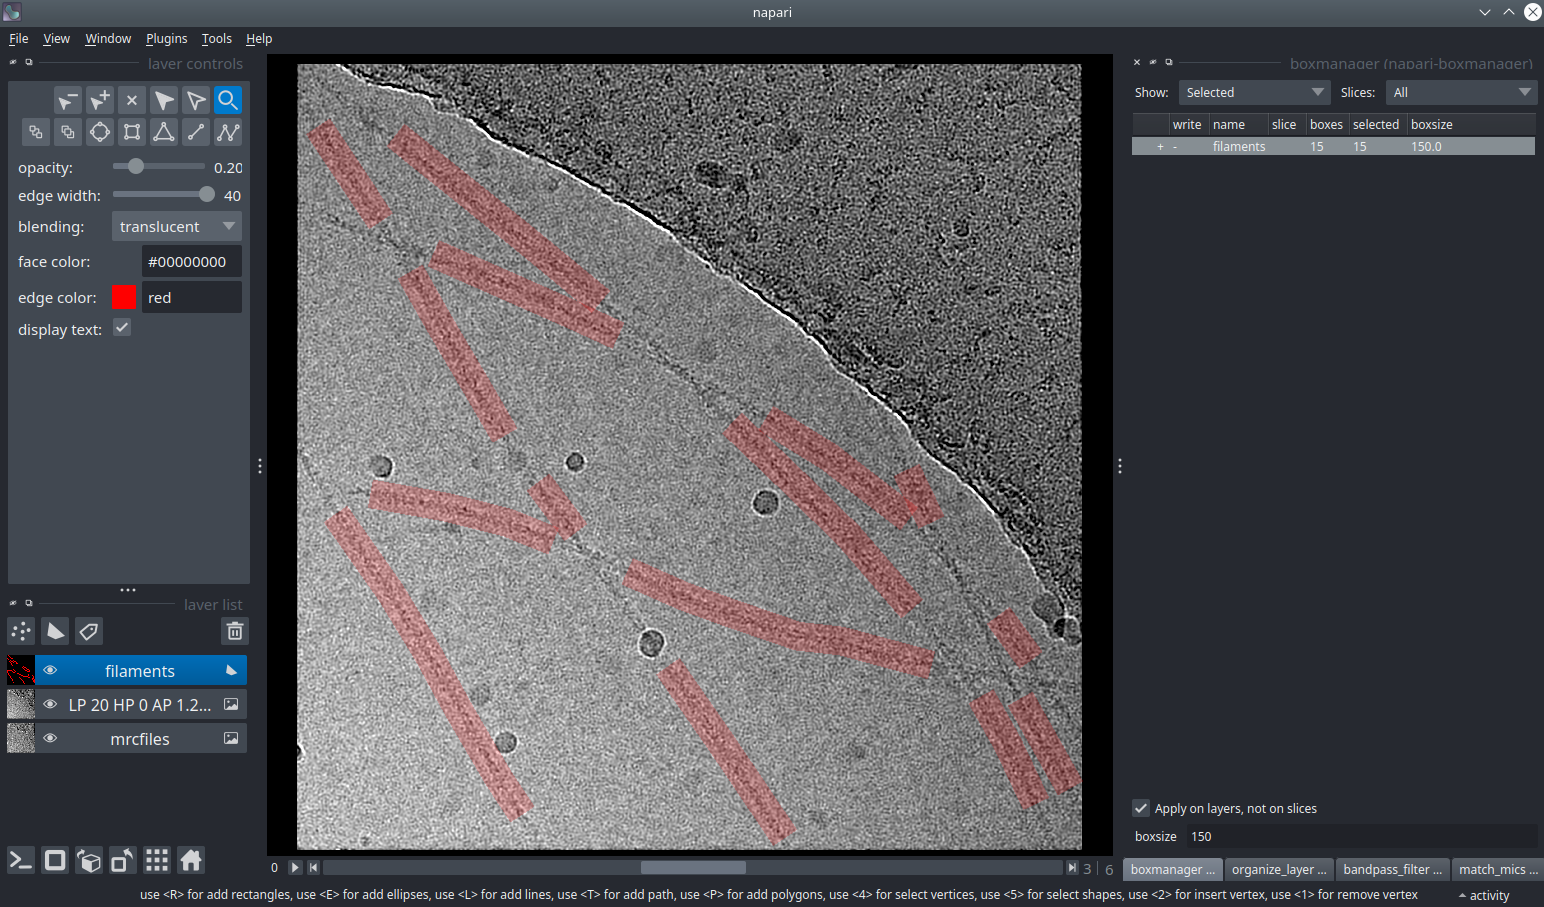 napari
File View Window Plugins Tools Help
layer controls
opacity: 0.20
edge width: 40
blending: translucent
face color: #00000000
edge color: red
display text:
layer list
filaments
LP 20 HP 0 AP 1.2...
mrcfiles
0 3 6
boxmanager (napari-boxmanager)
Show: Selected Slices: All
write name slice boxes selected boxsize
+ - filaments 15 15 150.0
Apply on layers, not on slices
boxsize 150
boxmanager ... organize_layer ... bandpass_filter ... match_mics ...
use <R> for add rectangles, use <E> for add ellipses, use <L> for add lines, use <T> for add path, use <P> for add polygons, use <4> for select vertices, use <5> for select shapes, use <2> for insert vertex, use <1> for remove vertex
activity